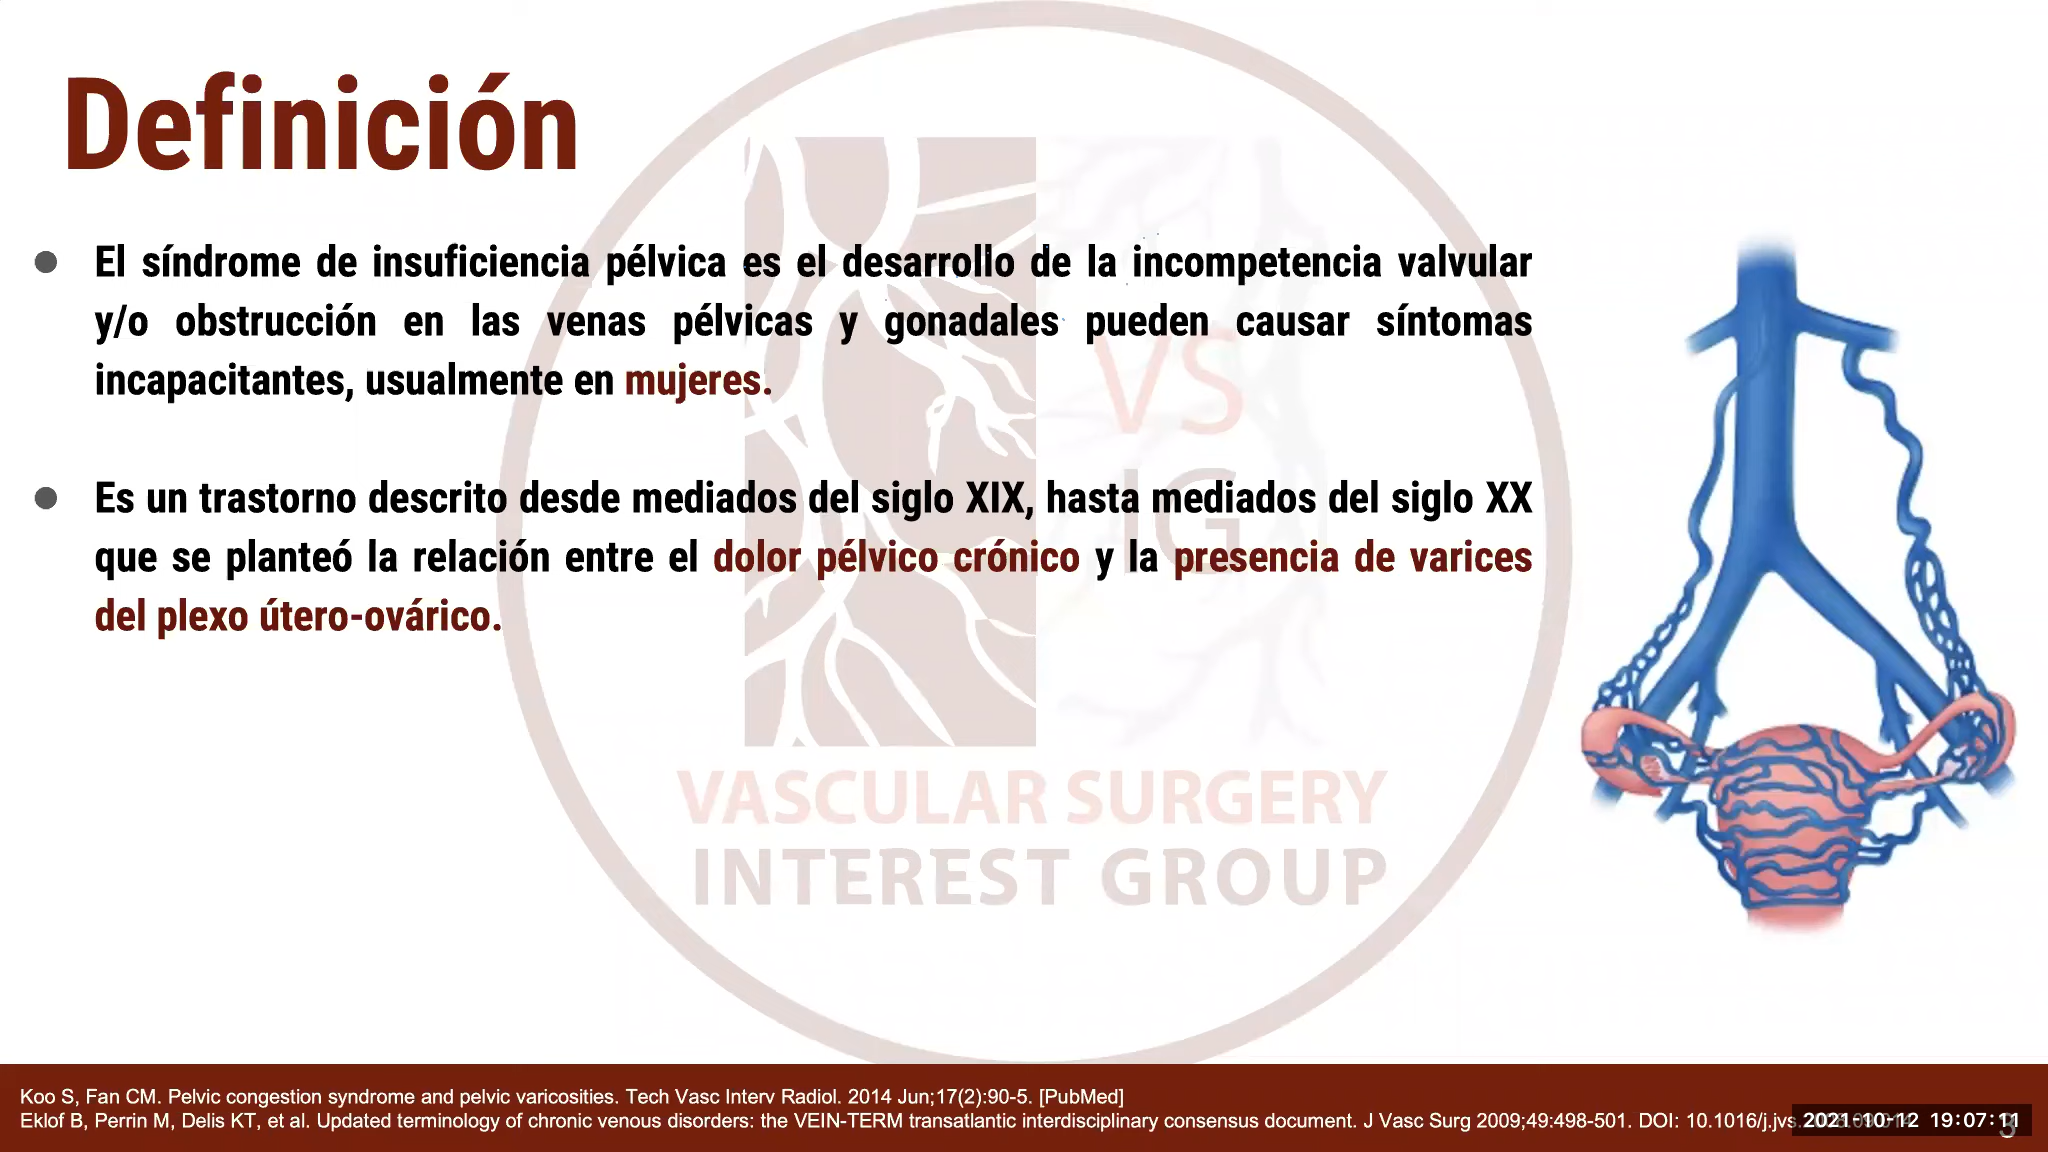 Definición
● El síndrome de insuficiencia pélvica es el desarrollo de la incompetencia valvular
y/o obstrucción en las venas pélvicas y gonadales pueden causar síntomas
incapacitantes, usualmente en mujeres.
● Es un trastorno descrito desde mediados del siglo XIX, hasta mediados del siglo XX
que se planteó la relación entre el dolor pélvico crónico y la presencia de varices
del plexo útero-ovárico.
VS
IG
VASCULAR SURGERY
INTEREST GROUP
Koo S, Fan CM. Pelvic congestion syndrome and pelvic varicosities. Tech Vasc Interv Radiol. 2014 Jun;17(2):90-5. [PubMed]
Eklof B, Perrin M, Delis KT, et al. Updated terminology of chronic venous disorders: the VEIN-TERM transatlantic interdisciplinary consensus document. J Vasc Surg 2009;49:498-501. DOI: 10.1016/j.jvs.
2021-10-12 19:07:11
3